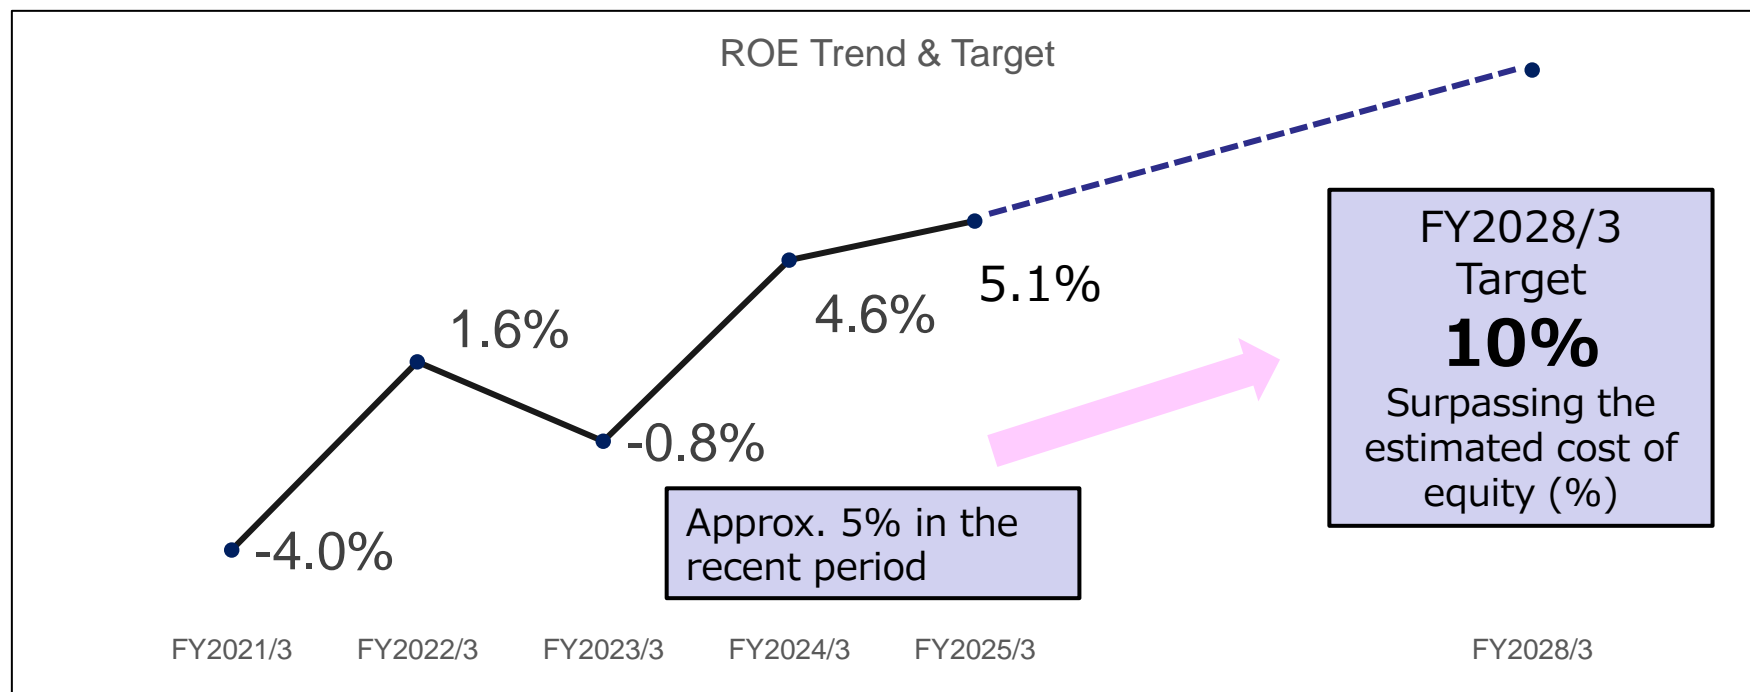 ROE Trend & Target
-4.0%
1.6%
-0.8%
4.6%
5.1%
Approx. 5% in the
recent period
FY2028/3
Target
10%
Surpassing the
estimated cost of
equity (%)
FY2021/3
FY2022/3
FY2023/3
FY2024/3
FY2025/3
FY2028/3